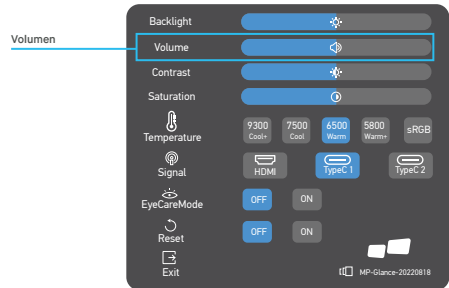 Volumen
Backlight
Volume
Contrast
Saturation
Temperature
9300 Cool+
7500 Cool
6500 Warm
5800 Warm+
sRGB
Signal
HDMI
TypeC 1
TypeC 2
EyeCareMode
OFF ON
Reset
OFF ON
Exit
MP-Glance-20220818